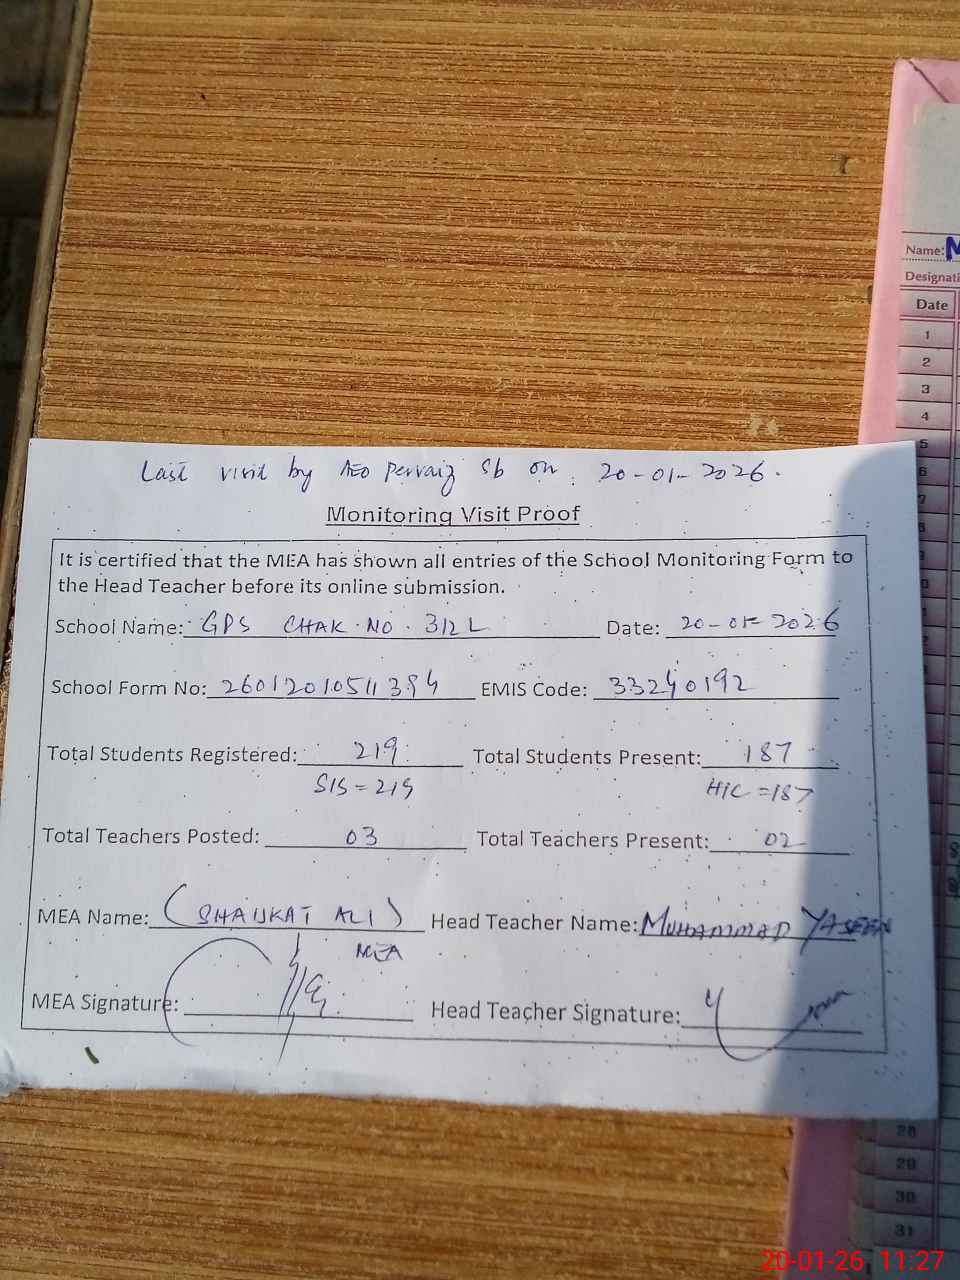 Last visit by AEO Pervaiz Sb on 20-01-2026.
Monitoring Visit Proof
It is certified that the MEA has shown all entries of the School Monitoring Form to
the Head Teacher before its online submission.
School Name: GPS CHAK NO. 312 L Date: 20-01-2026
School Form No: EMIS Code: 33240192
Total Students Registered: 219 Total Students Present: 187
SIS = 219 H/C = 187
Total Teachers Posted: 03 Total Teachers Present: 02
MEA Name: (SHAUKAT ALI) Head Teacher Name: MUHAMMAD YASEEN
MEA
MEA Signature: Head Teacher Signature:
Name:
Date
1
2
3
4
5
6
7
28
29
30
31
20-01-26 11:27